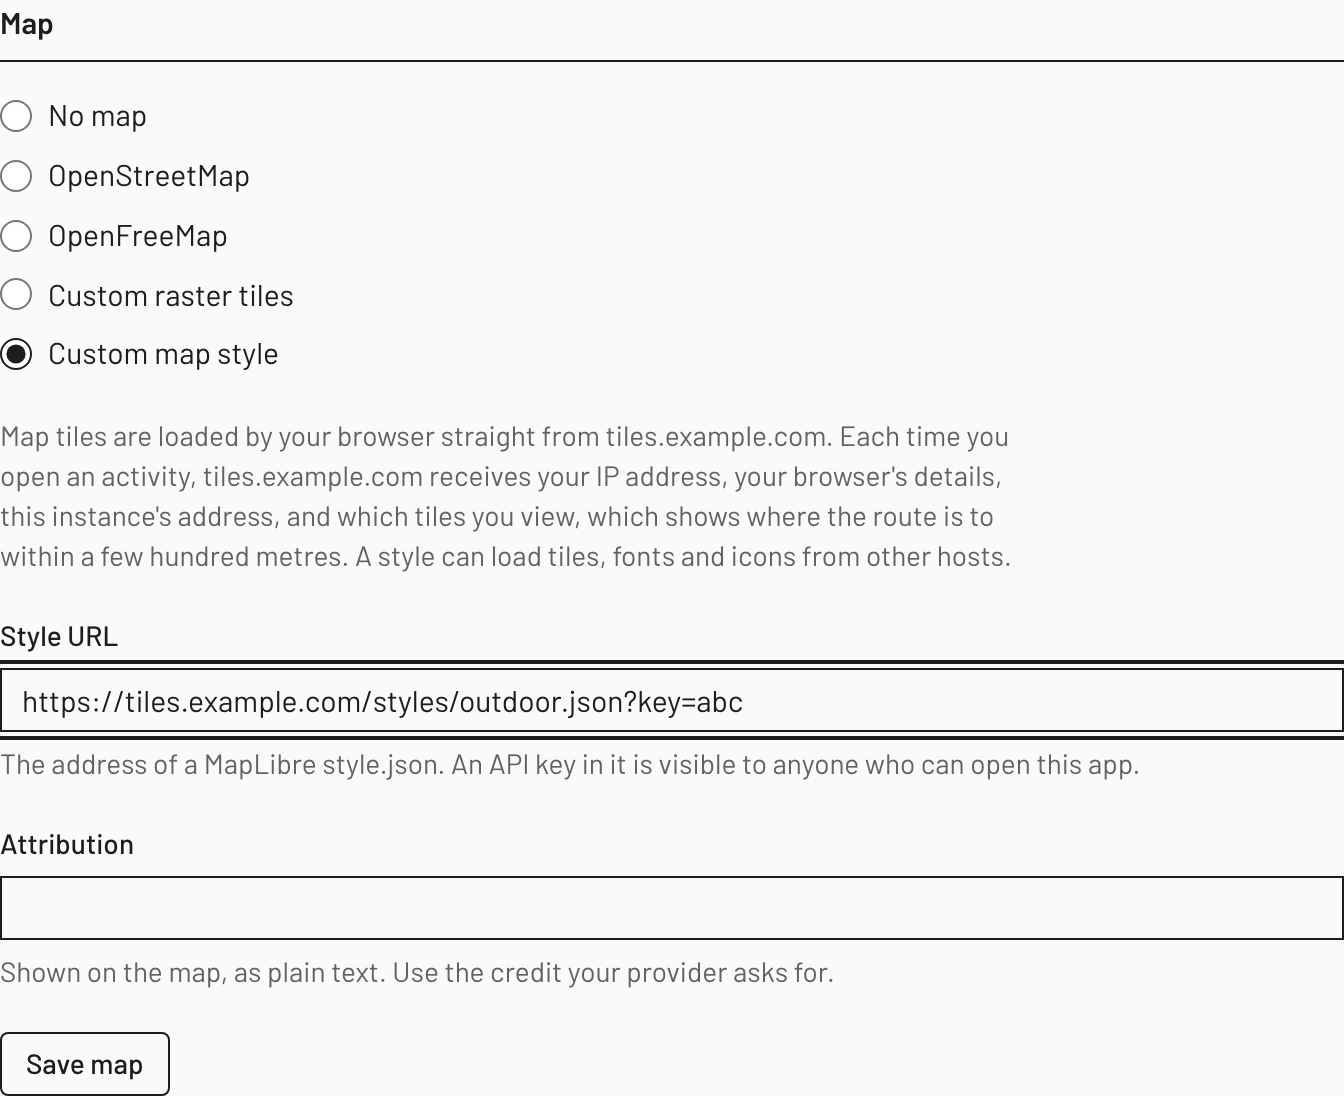 Map
No map
OpenStreetMap
OpenFreeMap
Custom raster tiles
Custom map style
Map tiles are loaded by your browser straight from tiles.example.com. Each time you
open an activity, tiles.example.com receives your IP address, your browser's details,
this instance's address, and which tiles you view, which shows where the route is to
within a few hundred metres. A style can load tiles, fonts and icons from other hosts.
Style URL
https://tiles.example.com/styles/outdoor.json?key=abc
The address of a MapLibre style.json. An API key in it is visible to anyone who can open this app.
Attribution
Shown on the map, as plain text. Use the credit your provider asks for.
Save map